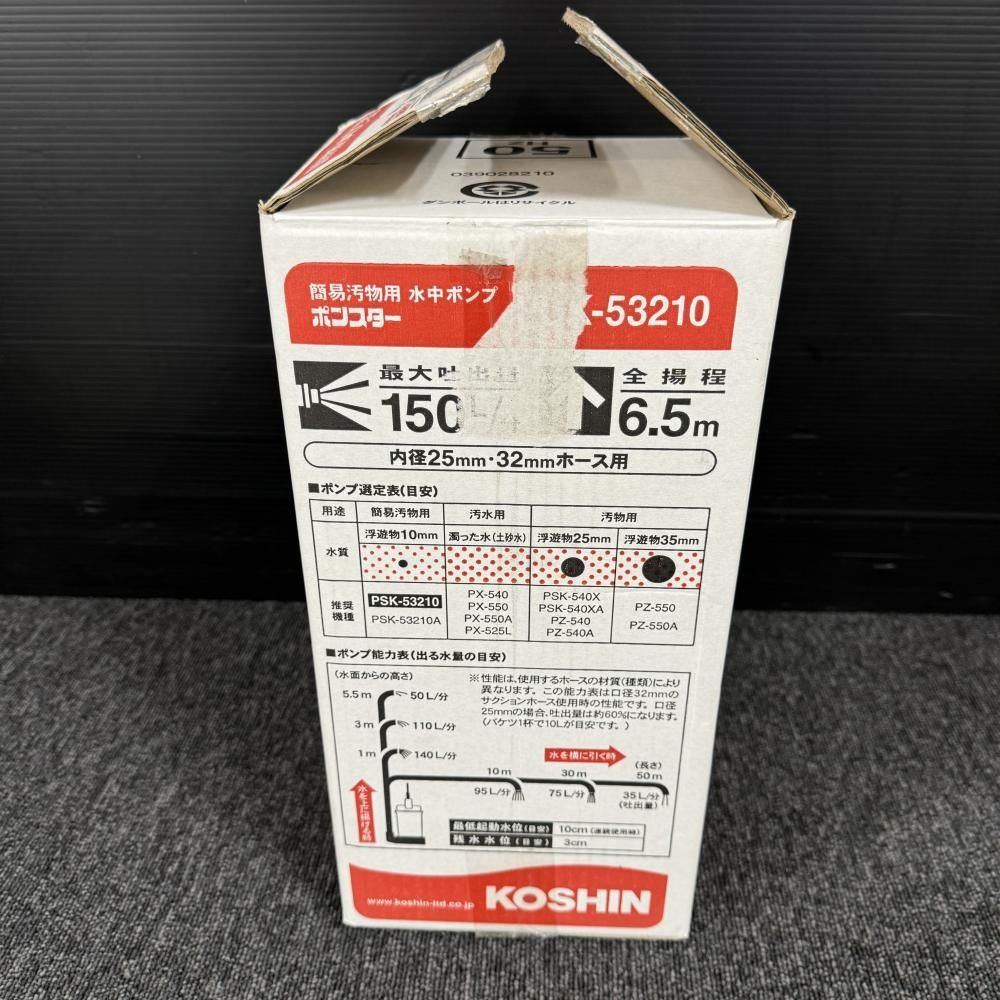 50
Hz
039028210
ダンボールはリサイクル
簡易汚物用 水中ポンプ
ポンスター
K-53210
最大吐出量
全揚程
150L/分
6.5m
内径25mm・32mmホース用
■ポンプ選定表(目安)
用途 簡易汚物用 汚水用 汚物用
水質 浮遊物10mm 濁った水(土砂水) 浮遊物25mm 浮遊物35mm
推奨機種 PSK-53210 PSK-53210A
PX-540
PX-550
PX-550A
PX-525L
PSK-540X
PSK-540XA
PZ-540
PZ-540A
PZ-550
PZ-550A
■ポンプ能力表(出る水量の目安)
(水面からの高さ)
5.5m 50L/分
3m 110L/分
1m 140L/分
※性能は、使用するホースの材質(種類)により
異なります。この能力表は口径32mmの
サクションホース使用時の性能です。口径
25mmの場合、吐出量は約60%になります。
(バケツ1杯で10Lが目安です。)
水を横に引く時
(長さ)
10m 30m 50m
95L/分 75L/分 35L/分
(吐出量)
水を上に揚げる時
最低起動水位(目安) 10cm(連続使用時)
残水水位(目安) 3cm
www.koshin-ltd.co.jp
KOSHIN